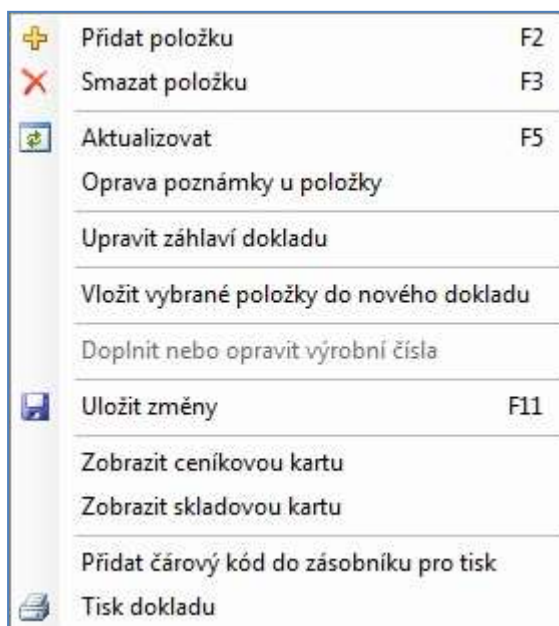 Přidat položku F2
Smazat položku F3
Aktualizovat F5
Oprava poznámky u položky
Upravit záhlaví dokladu
Vložit vybrané položky do nového dokladu
Doplnit nebo opravit výrobní čísla
Uložit změny F11
Zobrazit ceníkovou kartu
Zobrazit skladovou kartu
Přidat čárový kód do zásobníku pro tisk
Tisk dokladu